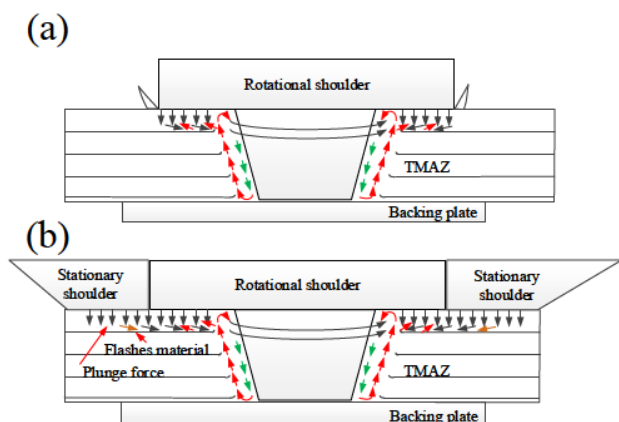 (a)
Rotational shoulder
TMAZ
Backing plate
(b)
Stationary
shoulder
Rotational shoulder
Stationary
shoulder
Flashes material
Plunge force
TMAZ
Backing plate